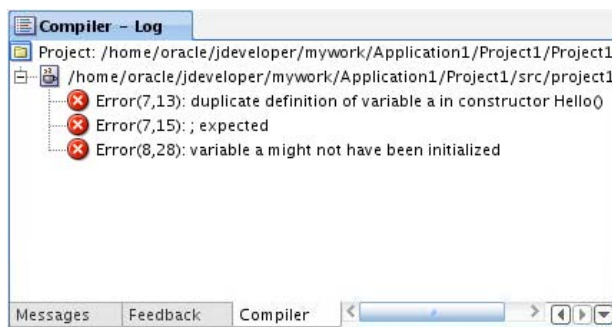 Compiler - Log
Project: /home/oracle/jdeveloper/mywork/Application1/Project1/Project1
/home/oracle/jdeveloper/mywork/Application1/Project1/src/project1
Error(7,13): duplicate definition of variable a in constructor Hello()
Error(7,15): ; expected
Error(8,28): variable a might not have been initialized
Messages Feedback Compiler